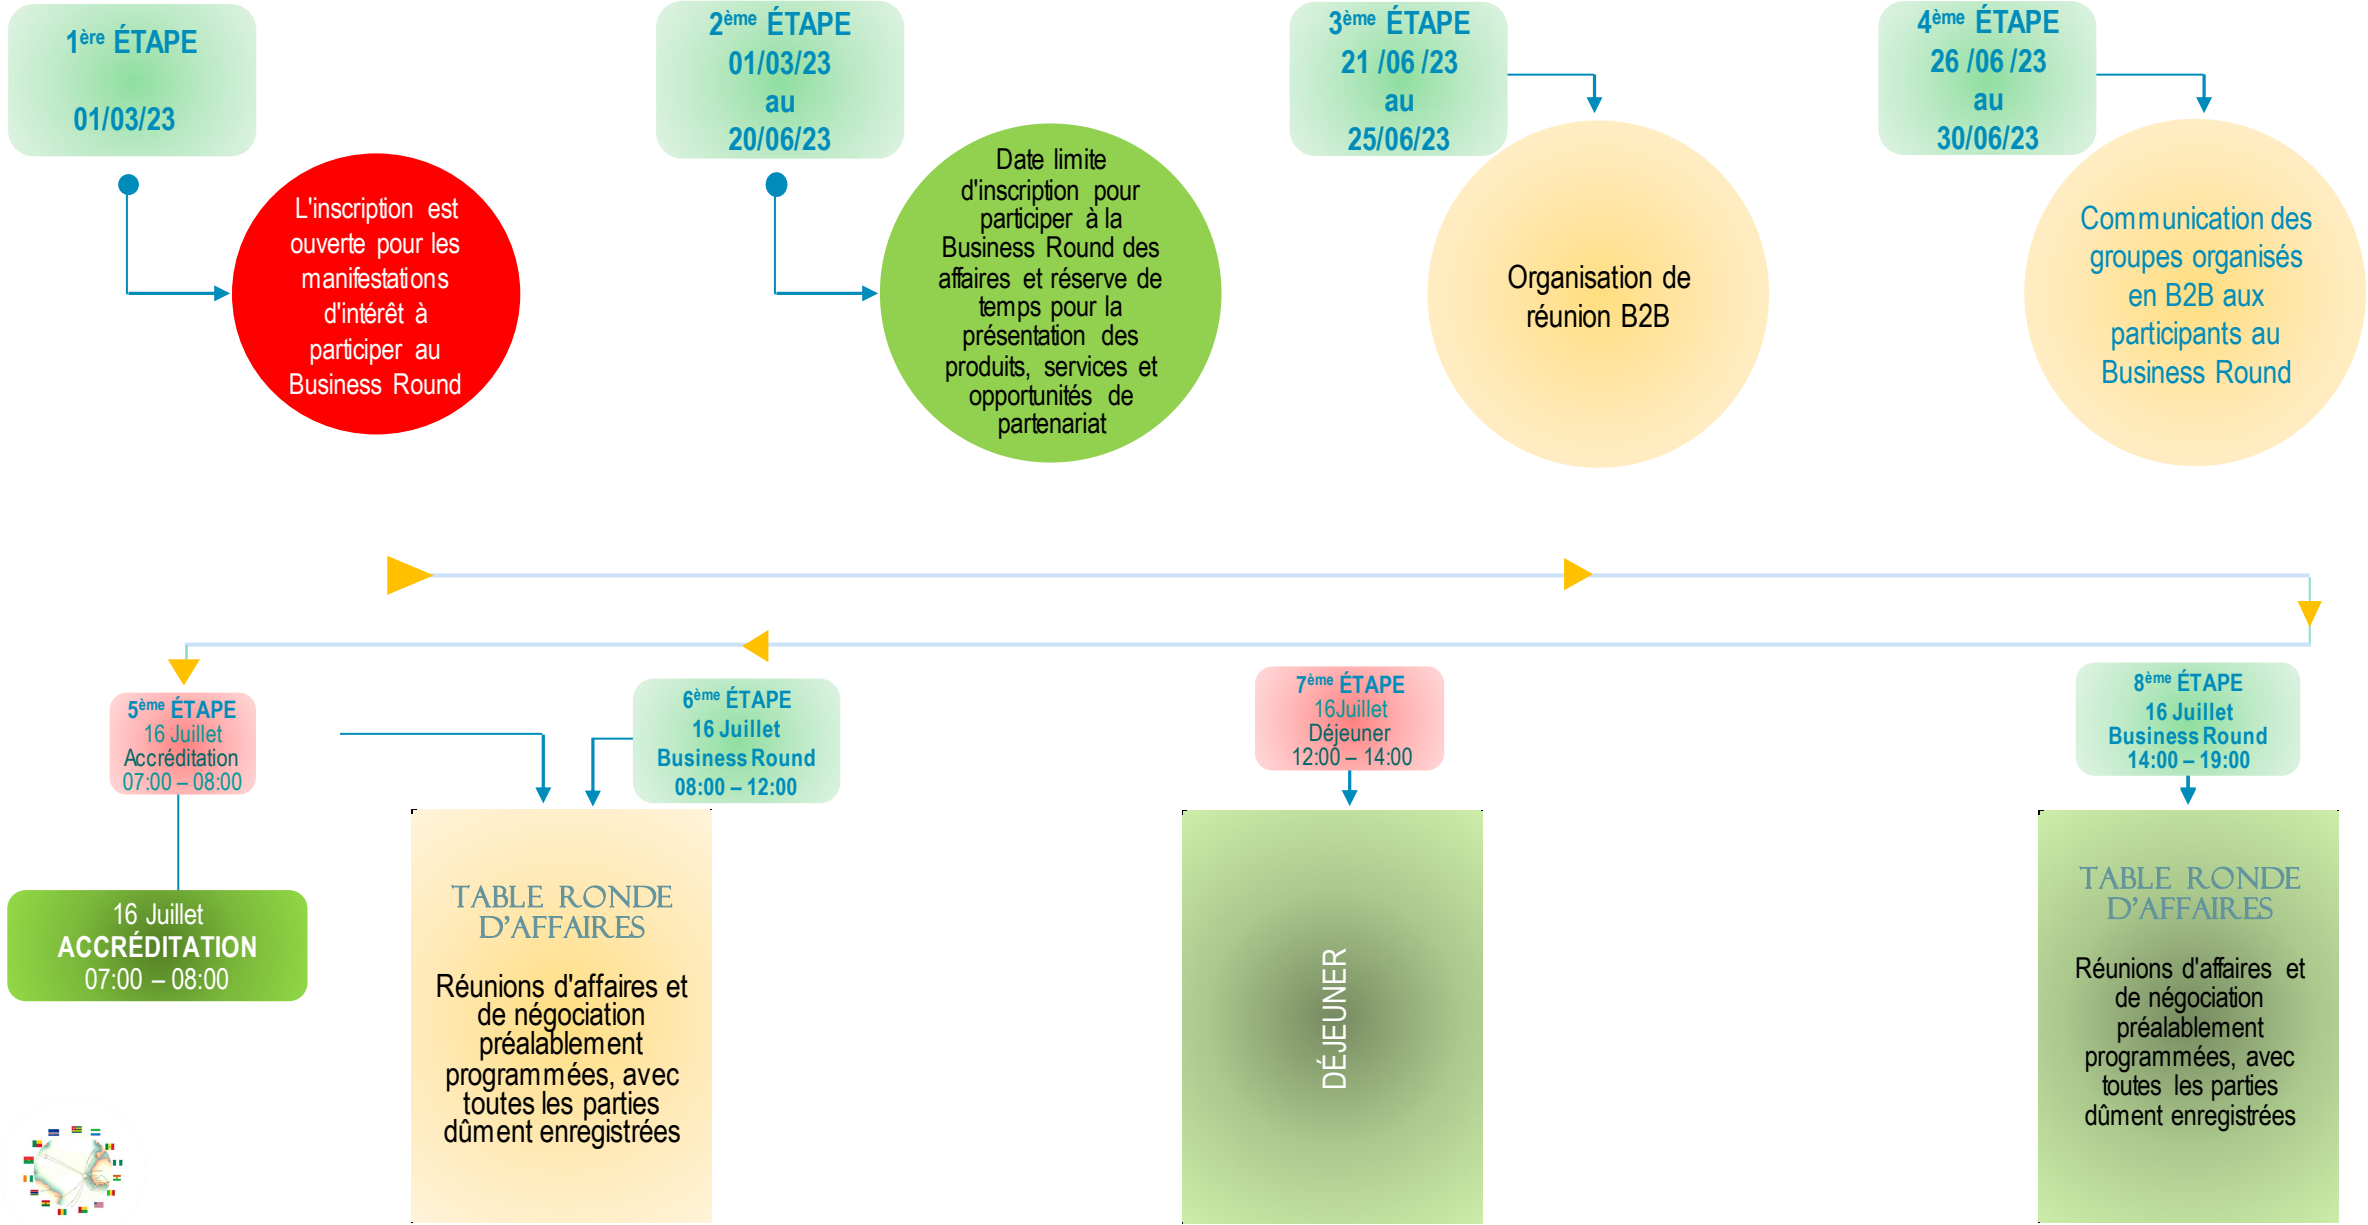 1ère ÉTAPE
01/03/23
L'inscription est
ouverte pour les
manifestations
d'intérêt à
participer au
Business Round
2ème ÉTAPE
01/03/23
au
20/06/23
Date limite
d'inscription pour
participer à la
Business Round des
affaires et réserve de
temps pour la
présentation des
produits, services et
opportunités de
partenariat
3ème ÉTAPE
21 /06 /23
au
25/06/23
Organisation de
réunion B2B
4ème ÉTAPE
26 /06 /23
au
30/06/23
Communication des
groupes organisés
en B2B aux
participants au
Business Round
5ème ÉTAPE
16 Juillet
Accréditation
07:00 – 08:00
16 Juillet
ACCRÉDITATION
07:00 – 08:00
6ème ÉTAPE
16 Juillet
Business Round
08:00 – 12:00
TABLE RONDE
D'AFFAIRES
Réunions d'affaires et
de négociation
préalablement
programmées, avec
toutes les parties
dûment enregistrées
7ème ÉTAPE
16Juillet
Déjeuner
12:00 – 14:00
DÉJEUNER
8ème ÉTAPE
16 Juillet
Business Round
14:00 – 19:00
TABLE RONDE
D'AFFAIRES
Réunions d'affaires et
de négociation
préalablement
programmées, avec
toutes les parties
dûment enregistrées